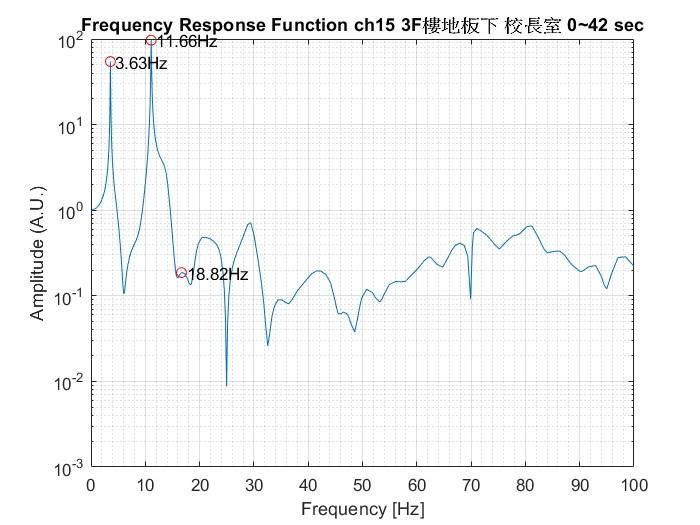 Frequency Response Function ch15 3F樓地板下 校長室 0~42 sec
10^2
11.66Hz
3.63Hz
10^1
10^0
Amplitude (A.U.)
18.82Hz
10^-1
10^-2
10^-3
0 10 20 30 40 50 60 70 80 90 100
Frequency [Hz]